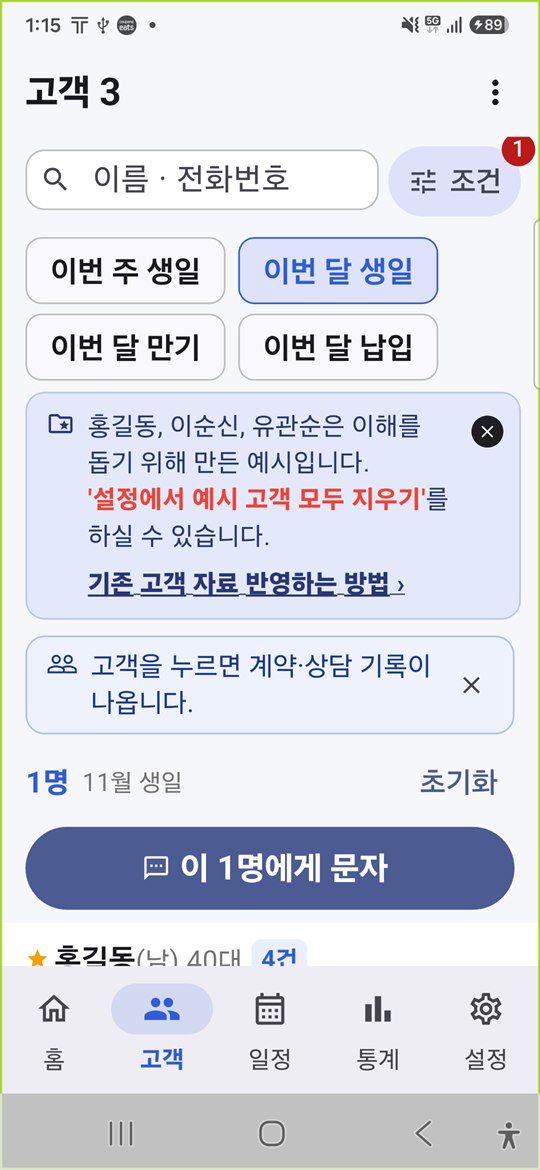 1:15
89
고객 3
이름 · 전화번호
조건
1
이번 주 생일
이번 달 생일
이번 달 만기
이번 달 납입
홍길동, 이순신, 유관순은 이해를
돕기 위해 만든 예시입니다.
'설정에서 예시 고객 모두 지우기'를
하실 수 있습니다.
기존 고객 자료 반영하는 방법 ›
고객을 누르면 계약·상담 기록이
나옵니다.
1명 11월 생일
초기화
이 1명에게 문자
홍길동(남) 40대 4건
홈
고객
일정
통계
설정